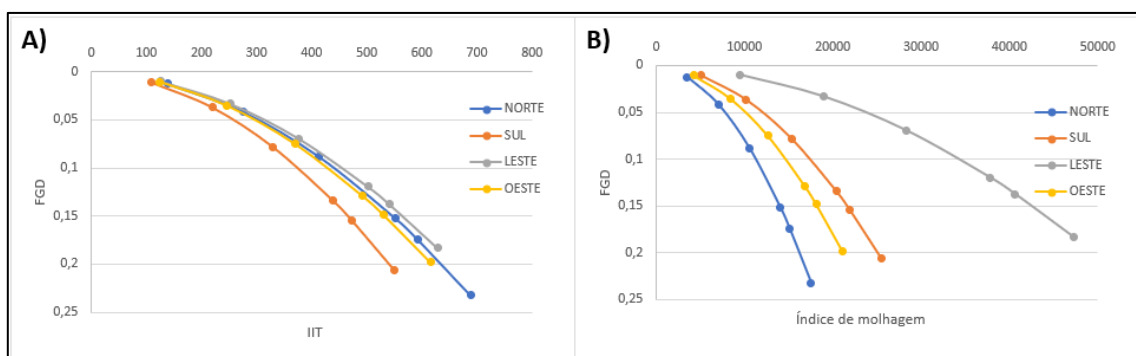 A)
0 100 200 300 400 500 600 700 800
0
0,05
0,1
0,15
0,2
0,25
FGD
NORTE
SUL
LESTE
OESTE
IIT
B)
0 10000 20000 30000 40000 50000
0
0,05
0,1
0,15
0,2
0,25
FGD
NORTE
SUL
LESTE
OESTE
Índice de molhagem